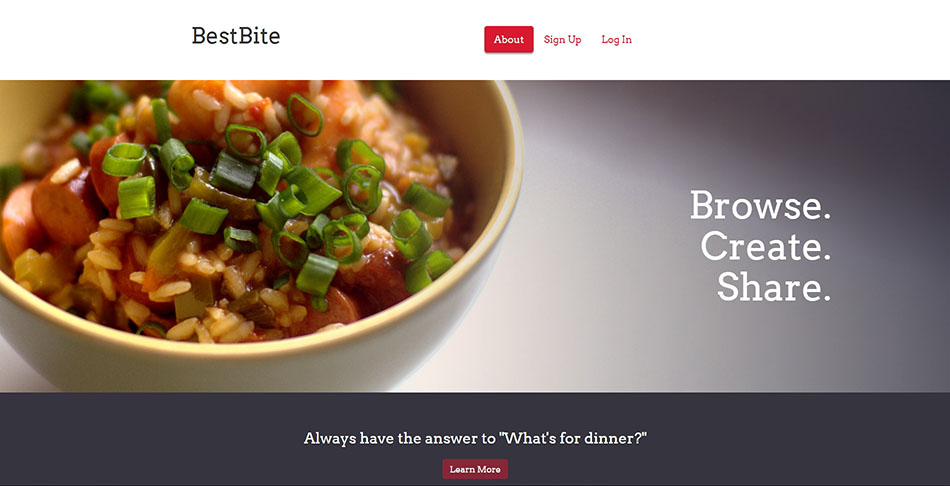 BestBite
About Sign Up Log In
Browse.
Create.
Share.
Always have the answer to "What's for dinner?"
Learn More